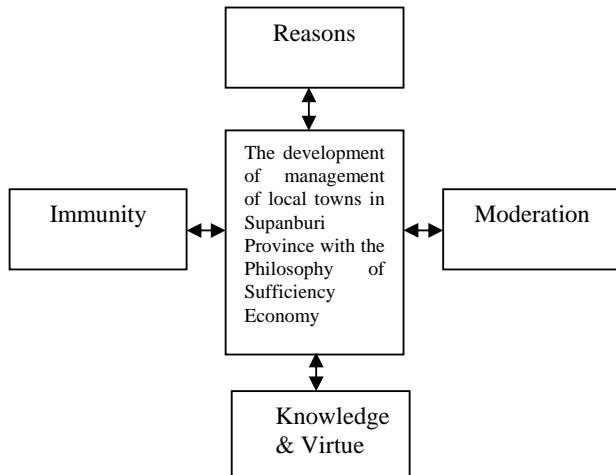 Reasons
The development
of management
of local towns in
Supanburi
Province with the
Philosophy of
Sufficiency
Economy
Immunity
Moderation
Knowledge
& Virtue